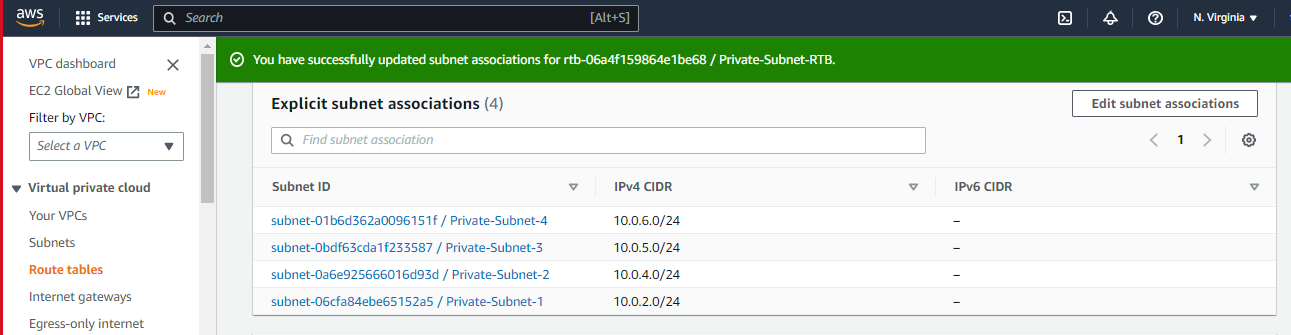 aws Services Search [Alt+S] N. Virginia
VPC dashboard
EC2 Global View New
Filter by VPC:
Select a VPC
Virtual private cloud
Your VPCs
Subnets
Route tables
Internet gateways
Egress-only internet
You have successfully updated subnet associations for rtb-06a4f159864e1be68 / Private-Subnet-RTB.
Explicit subnet associations (4) Edit subnet associations
Find subnet association 1
Subnet ID IPv4 CIDR IPv6 CIDR
subnet-01b6d362a0096151f / Private-Subnet-4 10.0.6.0/24 –
subnet-0bdf63cda1f233587 / Private-Subnet-3 10.0.5.0/24 –
subnet-0a6e925666016d93d / Private-Subnet-2 10.0.4.0/24 –
subnet-06cfa84ebe65152a5 / Private-Subnet-1 10.0.2.0/24 –